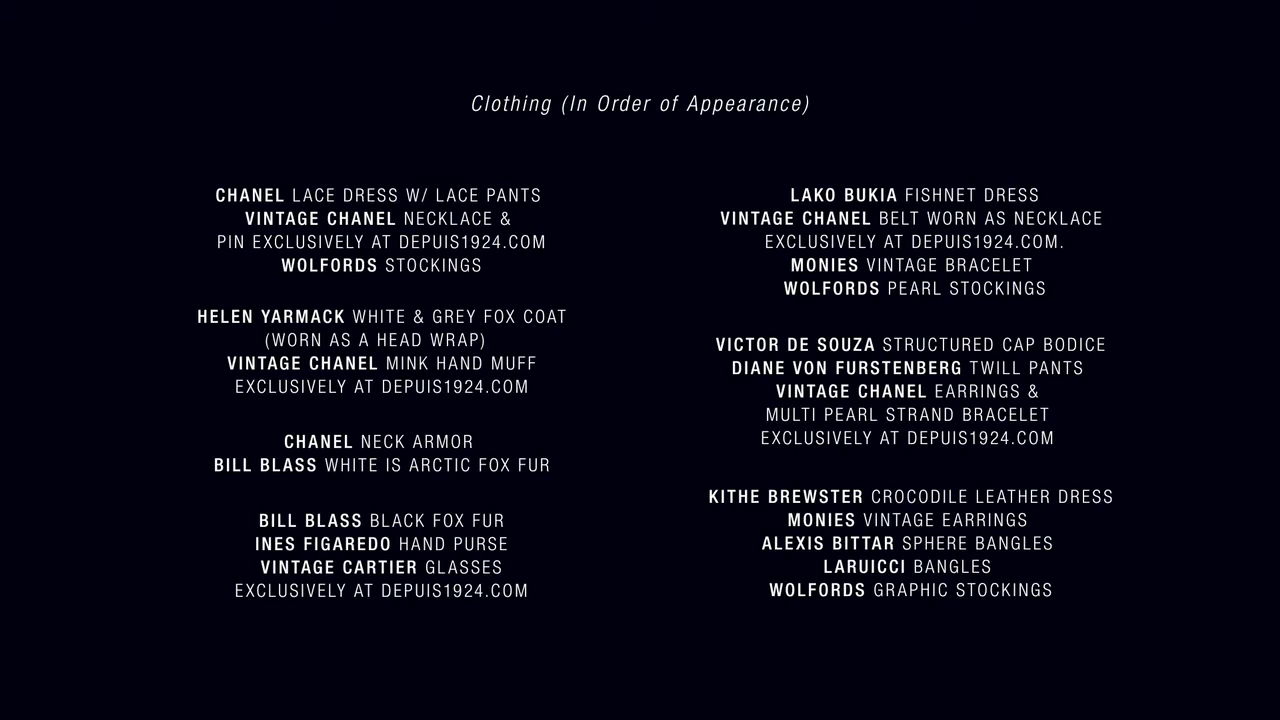 Clothing (In Order of Appearance)
CHANEL LACE DRESS W/ LACE PANTS
VINTAGE CHANEL NECKLACE &
PIN EXCLUSIVELY AT DEPUIS1924.COM
WOLFORDS STOCKINGS
HELEN YARMACK WHITE & GREY FOX COAT
(WORN AS A HEAD WRAP)
VINTAGE CHANEL MINK HAND MUFF
EXCLUSIVELY AT DEPUIS1924.COM
CHANEL NECK ARMOR
BILL BLASS WHITE IS ARCTIC FOX FUR
BILL BLASS BLACK FOX FUR
INES FIGAREDO HAND PURSE
VINTAGE CARTIER GLASSES
EXCLUSIVELY AT DEPUIS1924.COM
LAKO BUKIA FISHNET DRESS
VINTAGE CHANEL BELT WORN AS NECKLACE
EXCLUSIVELY AT DEPUIS1924.COM.
MONIES VINTAGE BRACELET
WOLFORDS PEARL STOCKINGS
VICTOR DE SOUZA STRUCTURED CAP BODICE
DIANE VON FURSTENBERG TWILL PANTS
VINTAGE CHANEL EARRINGS &
MULTI PEARL STRAND BRACELET
EXCLUSIVELY AT DEPUIS1924.COM
KITHE BREWSTER CROCODILE LEATHER DRESS
MONIES VINTAGE EARRINGS
ALEXIS BITTAR SPHERE BANGLES
LARUICCI BANGLES
WOLFORDS GRAPHIC STOCKINGS